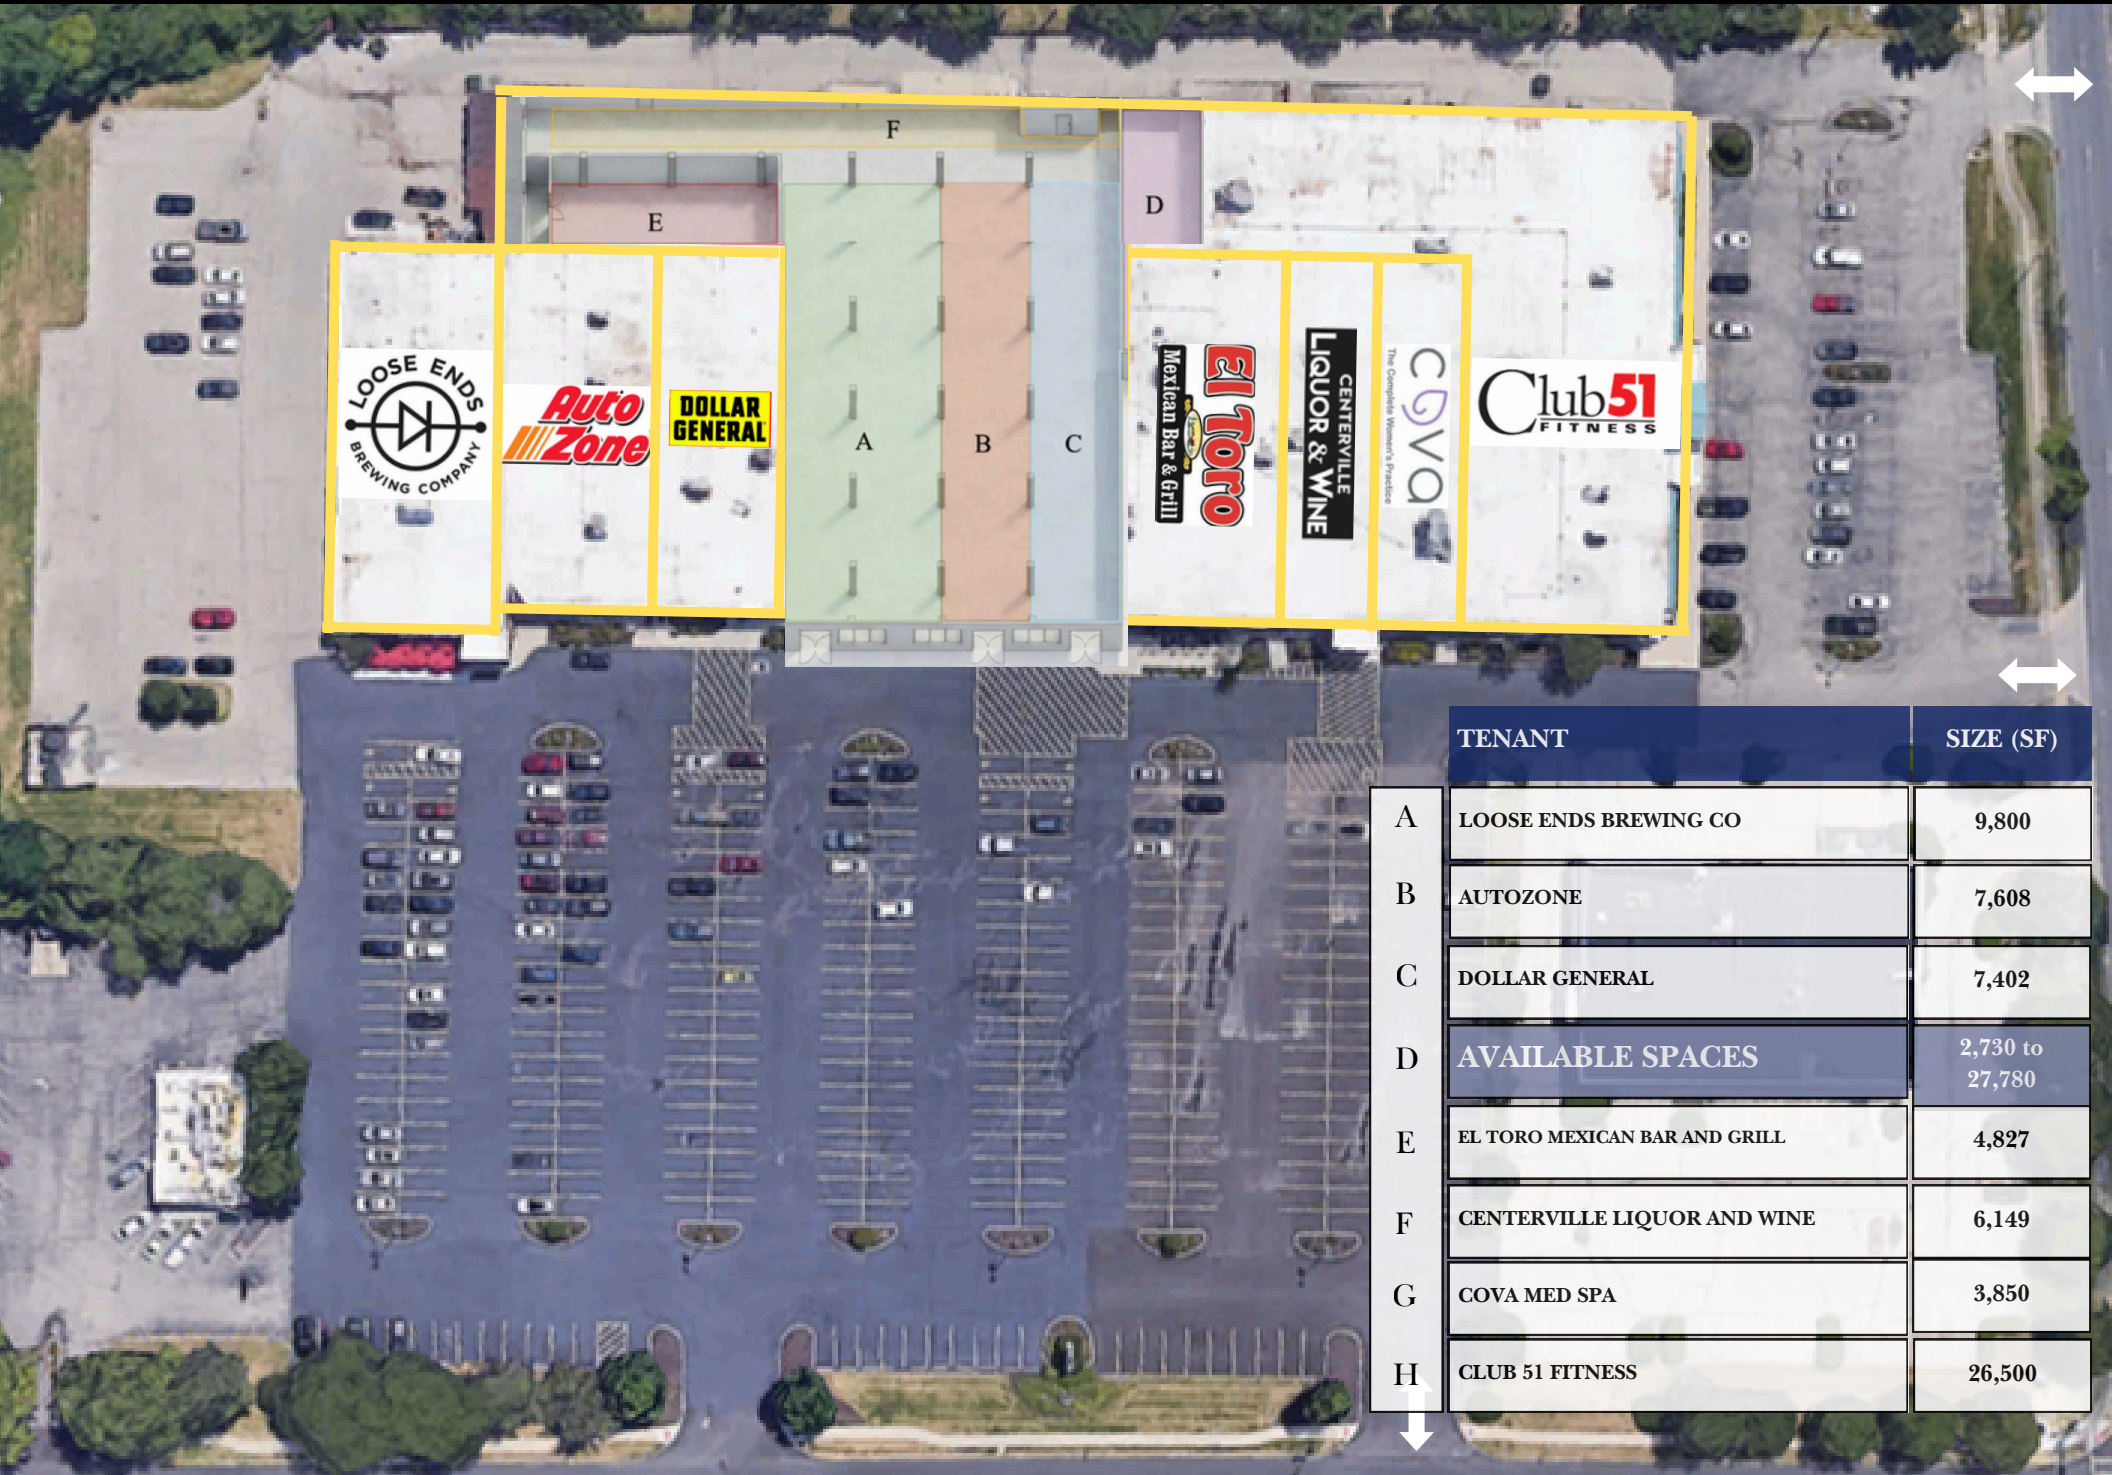 F
E
D
A
B
C
LOOSE ENDS
BREWING COMPANY
Auto
Zone
DOLLAR
GENERAL
El Toro
Mexican Bar & Grill
CENTERVILLE
LIQUOR & WINE
cova
The Complete Women's Practice
Club51
FITNESS
TENANT SIZE (SF)
A LOOSE ENDS BREWING CO 9,800
B AUTOZONE 7,608
C DOLLAR GENERAL 7,402
D AVAILABLE SPACES 2,730 to
27,780
E EL TORO MEXICAN BAR AND GRILL 4,827
F CENTERVILLE LIQUOR AND WINE 6,149
G COVA MED SPA 3,850
H CLUB 51 FITNESS 26,500